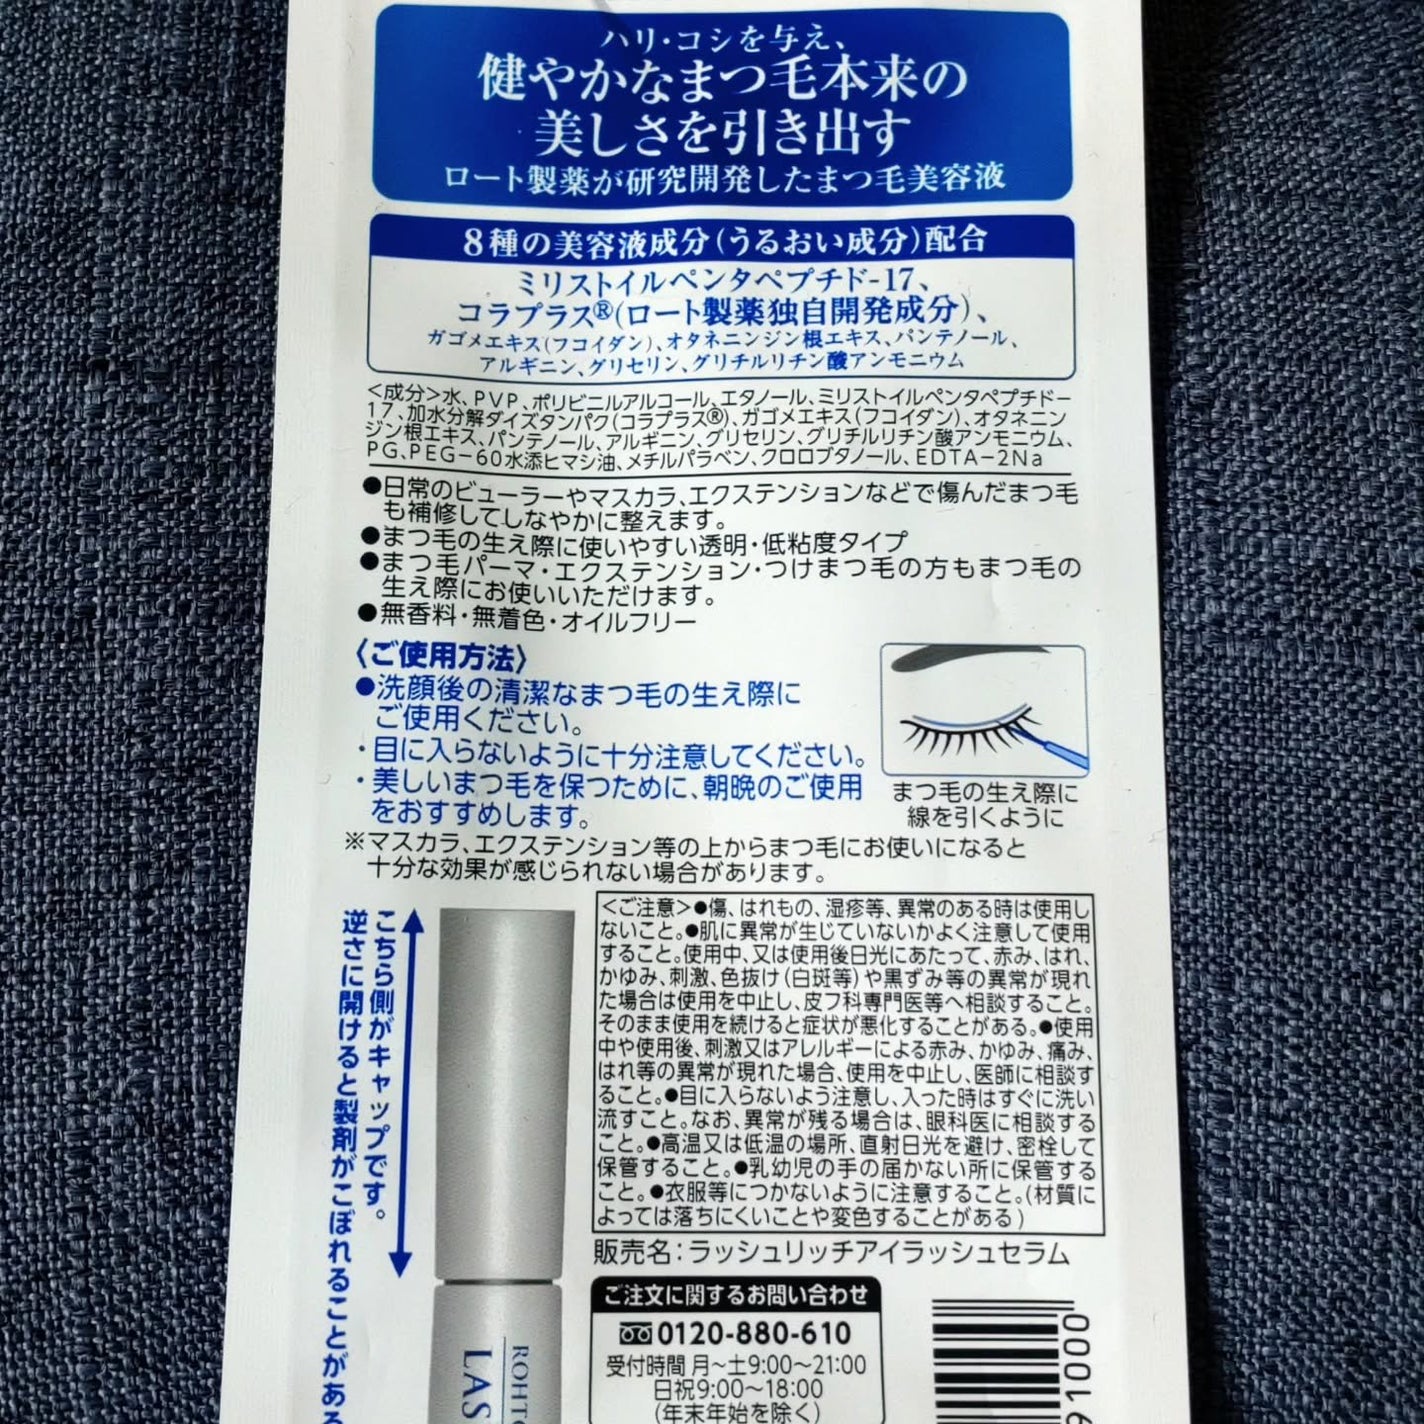 ハリ・コシを与え、
健やかなまつ毛本来の
美しさを引き出す
ロート製薬が研究開発したまつ毛美容液
8種の美容液成分(うるおい成分)配合
ミリストイルペンタペプチド-17、
コラプラス®(ロート製薬独自開発成分)、
ガゴメエキス(フコイダン)、オタネニンジン根エキス、パンテノール、
アルギニン、グリセリン、グリチルリチン酸アンモニウム
<成分>水、PVP、ポリビニルアルコール、エタノール、ミリストイルペンタペプチド-
17、加水分解ダイズタンパク(コラプラス®)、ガゴメエキス(フコイダン)、オタネニン
ジン根エキス、パンテノール、アルギニン、グリセリン、グリチルリチン酸アンモニウム、
PG、PEG-60水添ヒマシ油、メチルパラベン、クロロブタノール、EDTA-2Na
●日常のビューラーやマスカラ、エクステンションなどで傷んだまつ毛
も補修してしなやかに整えます。
●まつ毛の生え際に使いやすい透明・低粘度タイプ
●まつ毛パーマ・エクステンション・つけまつ毛の方もまつ毛の
生え際にお使いいただけます。
●無香料・無着色・オイルフリー
〈ご使用方法〉
●洗顔後の清潔なまつ毛の生え際に
ご使用ください。
・目に入らないように十分注意してください。
・美しいまつ毛を保つために、朝晩のご使用
をおすすめします。
まつ毛の生え際に
線を引くように
※マスカラ、エクステンション等の上からまつ毛にお使いになると
十分な効果が感じられない場合があります。
こちら側がキャップです。
逆さに開けると製剤がこぼれることがある
<ご注意>●傷、はれもの、湿疹等、異常のある時は使用し
ないこと。●肌に異常が生じていないかよく注意して使用
すること。使用中、又は使用後日光にあたって、赤み、はれ、
かゆみ、刺激、色抜け(白斑等)や黒ずみ等の異常が現れ
た場合は使用を中止し、皮フ科専門医等へ相談すること。
そのまま使用を続けると症状が悪化することがある。●使用
中や使用後、刺激又はアレルギーによる赤み、かゆみ、痛み、
はれ等の異常が現れた場合、使用を中止し、医師に相談す
ること。●目に入らないよう注意し、入った時はすぐに洗い
流すこと。なお、異常が残る場合は、眼科医に相談する
こと。●高温又は低温の場所、直射日光を避け、密栓して
保管すること。●乳幼児の手の届かない所に保管する
こと。●衣服等につかないように注意すること。(材質に
よっては落ちにくいことや変色することがある)
販売名：ラッシュリッチアイラッシュセラム
ご注文に関するお問い合わせ
0120-880-610
受付時間 月〜土9:00〜21:00
日祝9:00〜18:00
(年末年始を除く)
ROHTO
LAS
91000